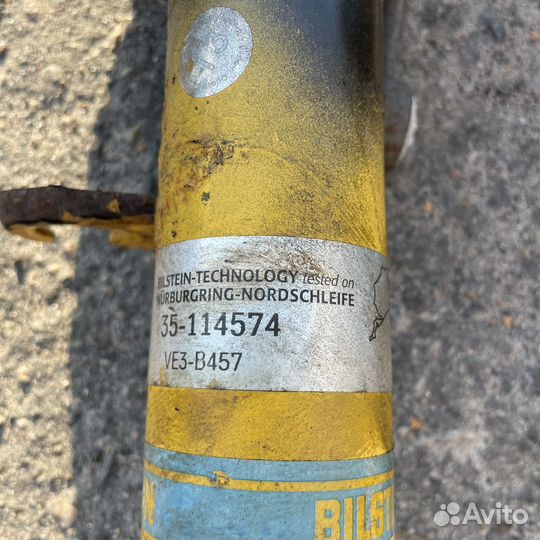 BILSTEIN-TECHNOLOGY tested on
NÜRBURGRING-NORDSCHLEIFE
35-114574
VE3-B457
N BILST
Avito